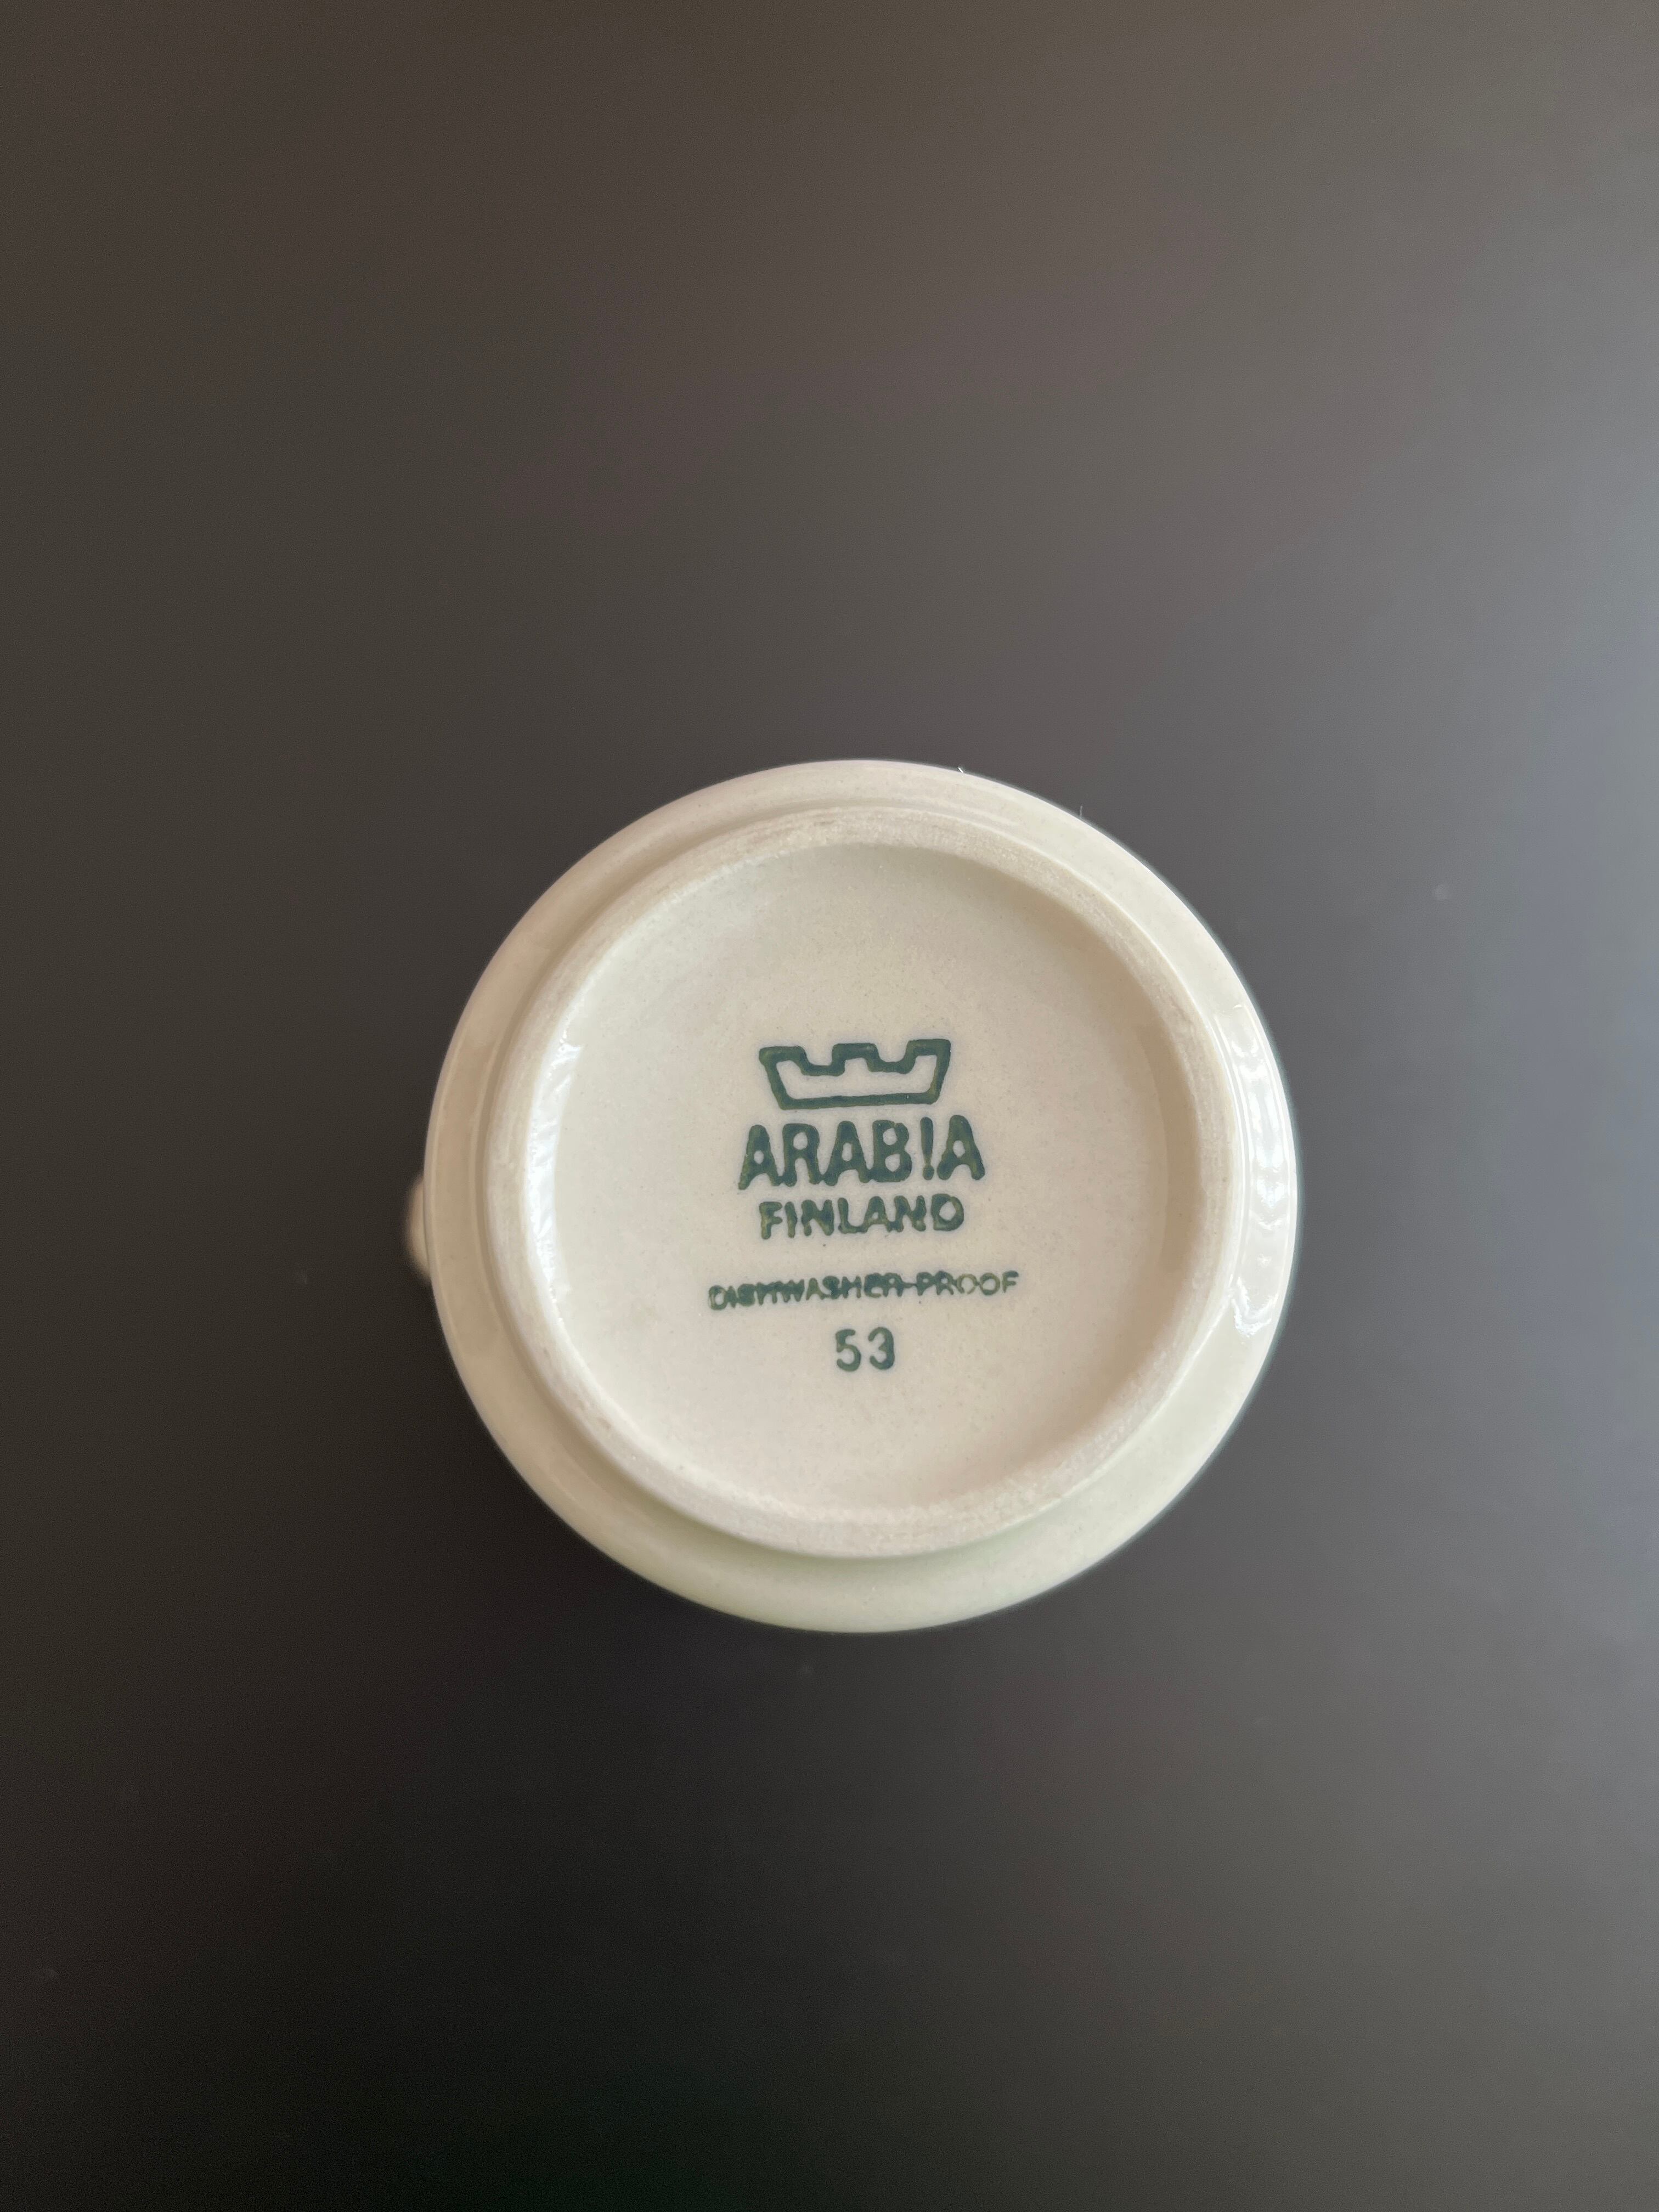 ARABIA
FINLAND
DISHWASHER-PROOF
53